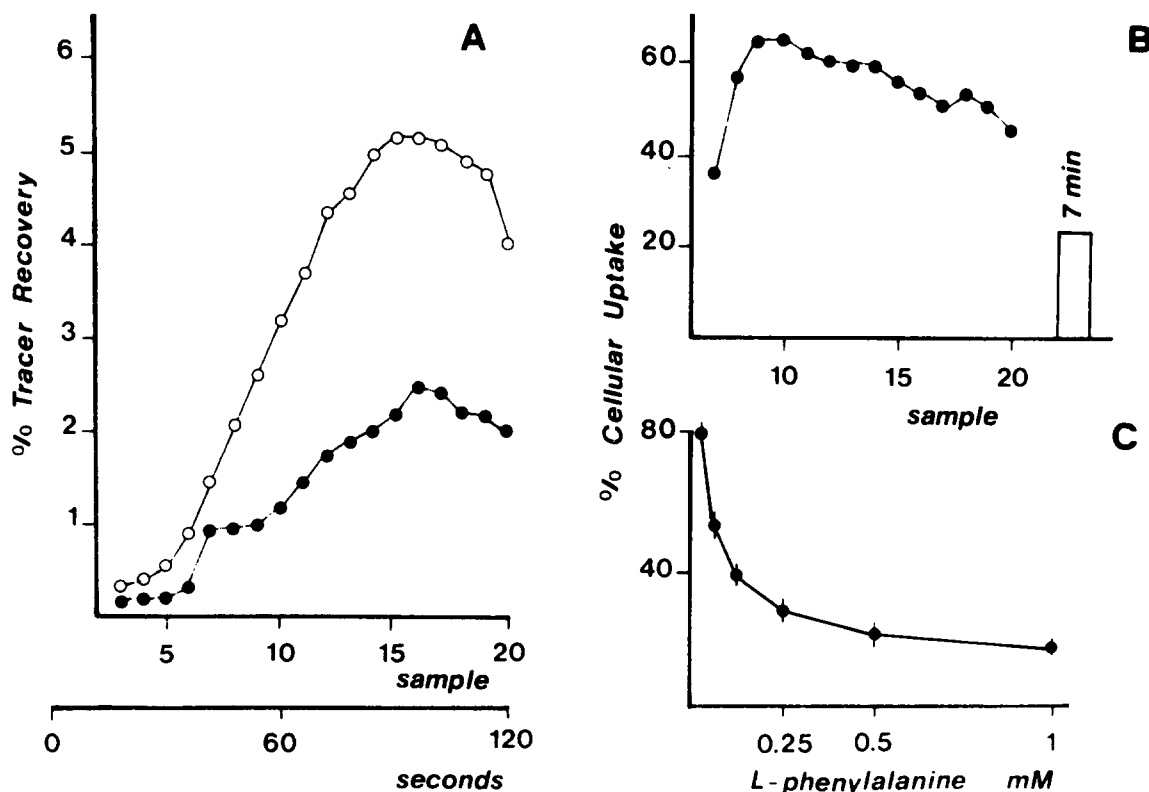 A
% Tracer Recovery
6
5
4
3
2
1
5 10 15 20
sample
0 60 120
seconds
B
% Cellular Uptake
60
40
20
7 min
10 15 20
sample
C
80
40
0.25 0.5 1
L-phenylalanine mM